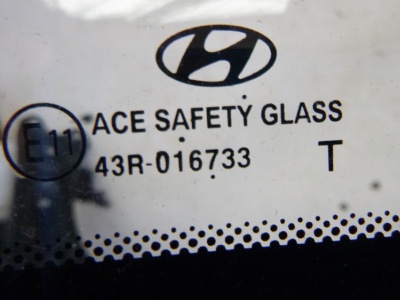 ACE SAFETY GLASS
E11
43R-016733 T